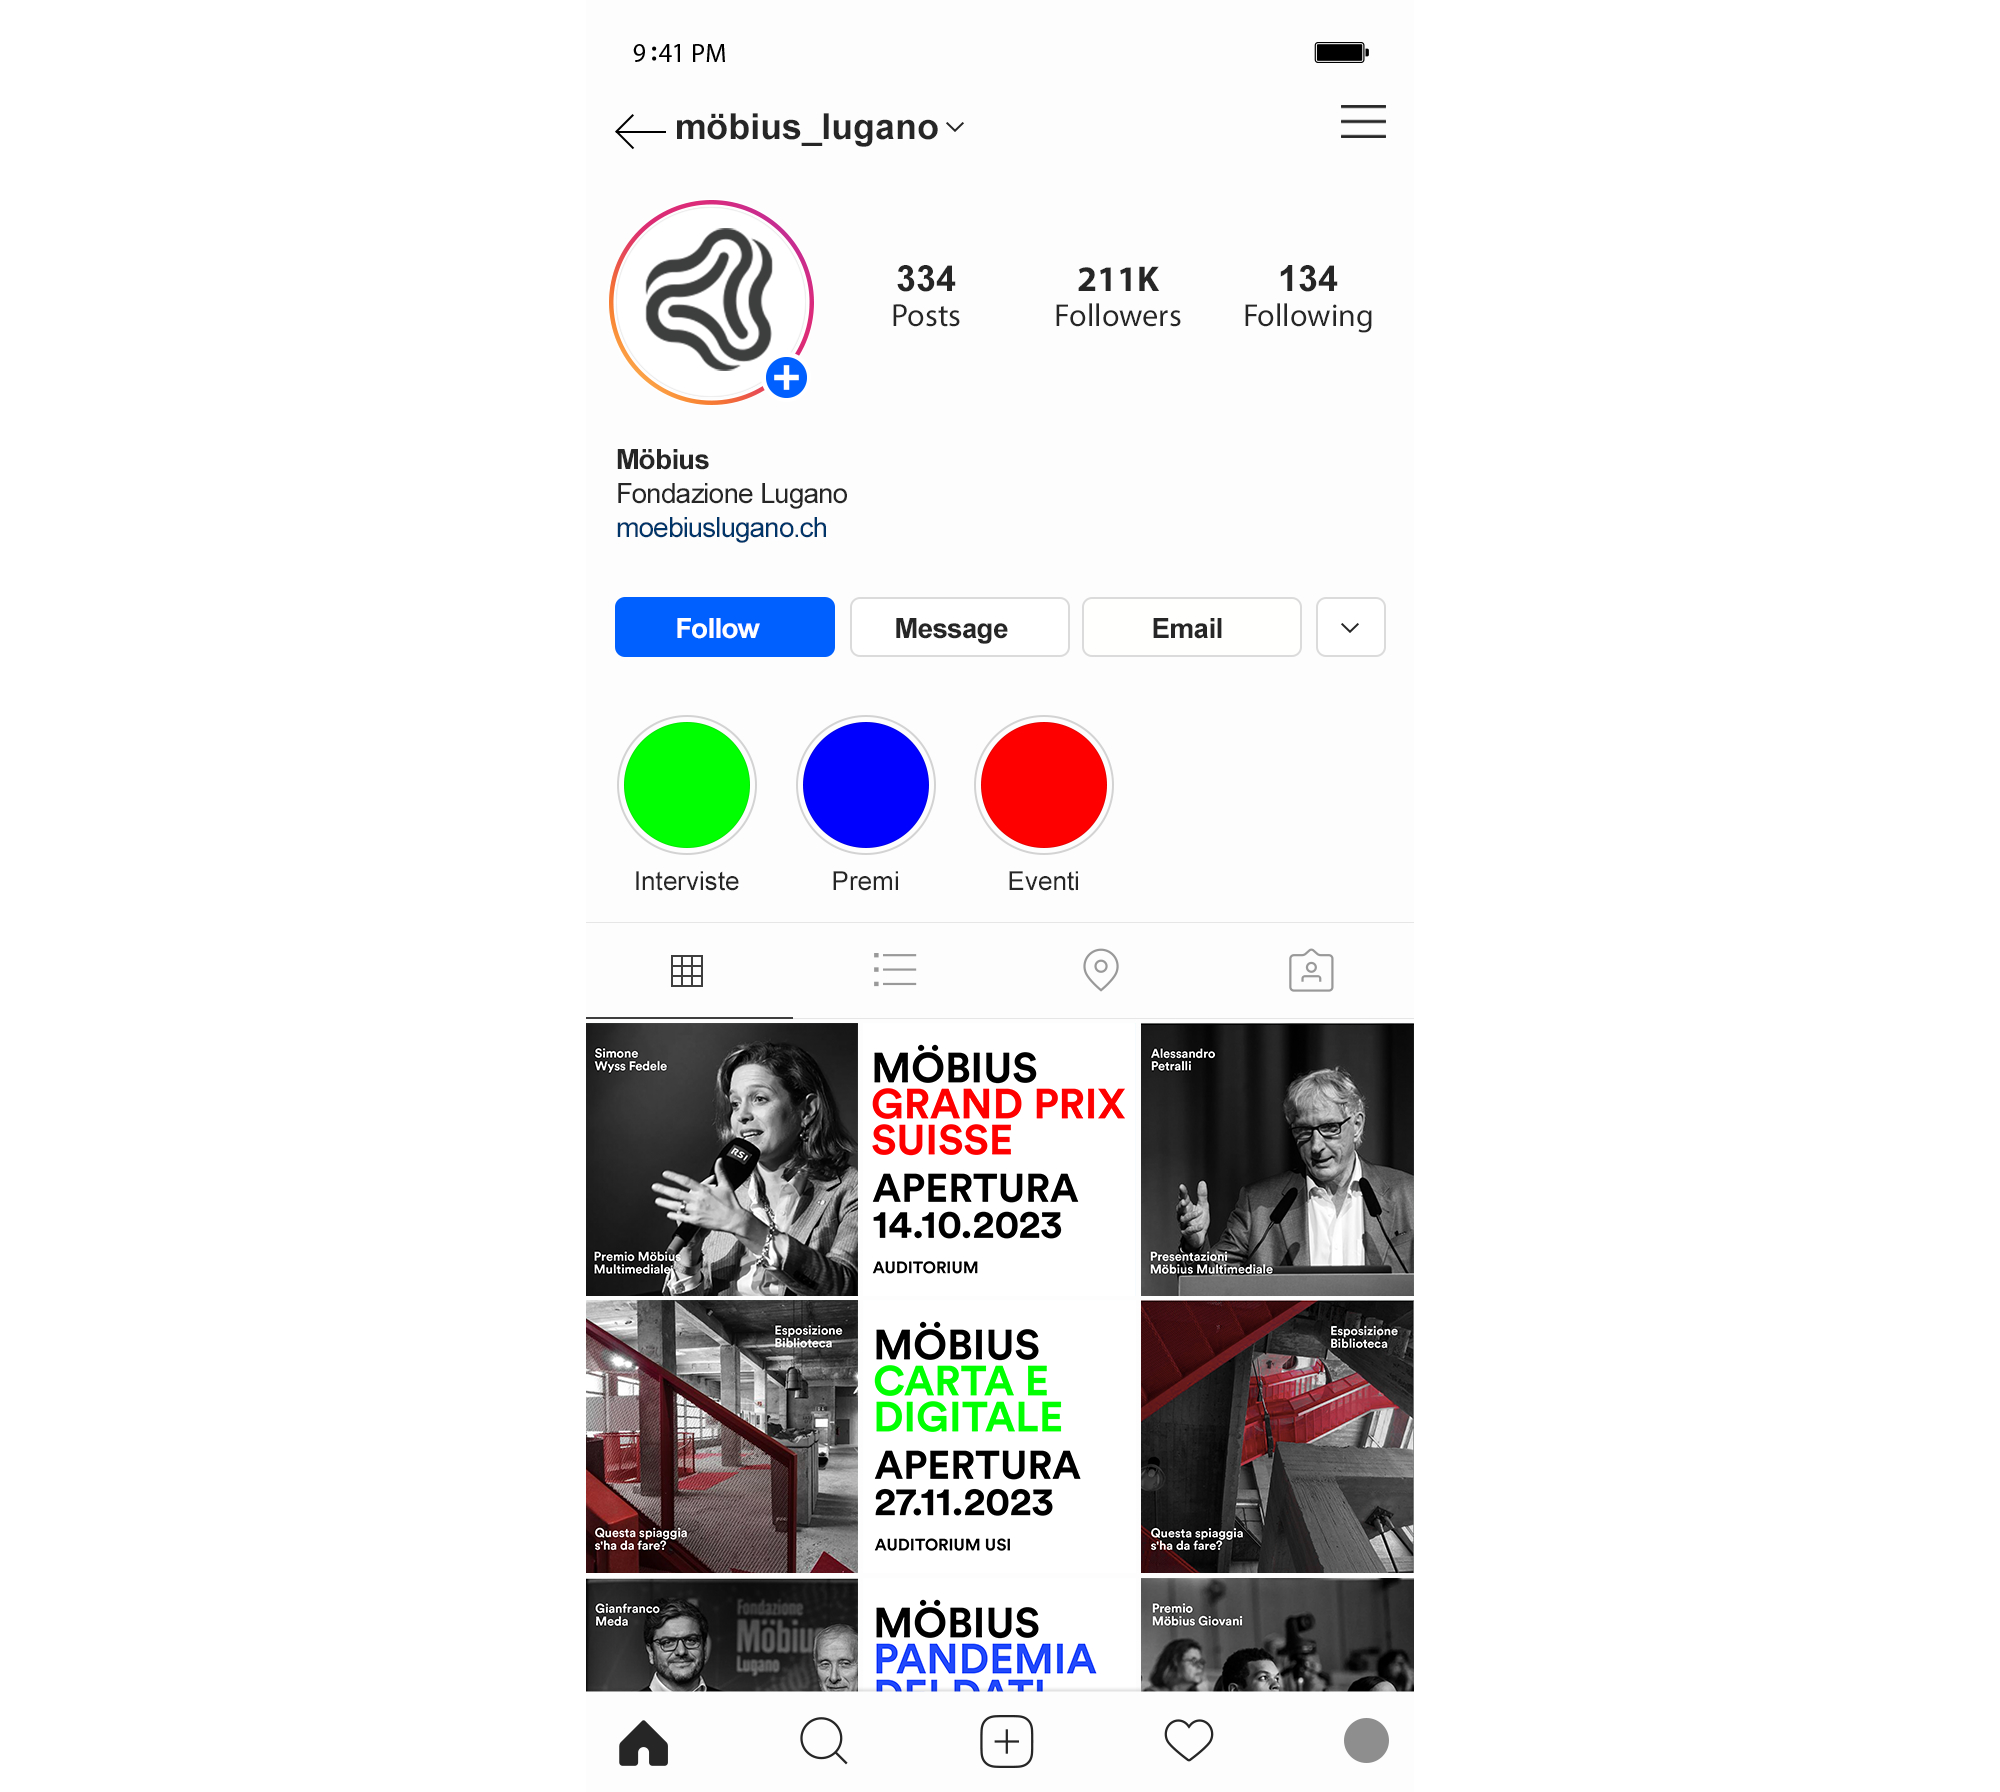 9:41 PM
möbius_lugano
334
Posts
211K
Followers
134
Following
Möbius
Fondazione Lugano
moebiuslugano.ch
Follow
Message
Email
Interviste
Premi
Eventi
Simone
Wyss Fedele
RSI
Premio Möbius
Multimediale
MÖBIUS
GRAND PRIX
SUISSE
APERTURA
14.10.2023
AUDITORIUM
Alessandro
Petralli
Presentazioni
Möbius Multimediale
Esposizione
Biblioteca
Questa spiaggia
s'ha da fare?
MÖBIUS
CARTA E
DIGITALE
APERTURA
27.11.2023
AUDITORIUM USI
Esposizione
Biblioteca
Questa spiaggia
s'ha da fare?
Gianfranco
Meda
Fondazione
Möbiu
Lugano
MÖBIUS
PANDEMIA
DEI DATI
Premio
Möbius Giovani